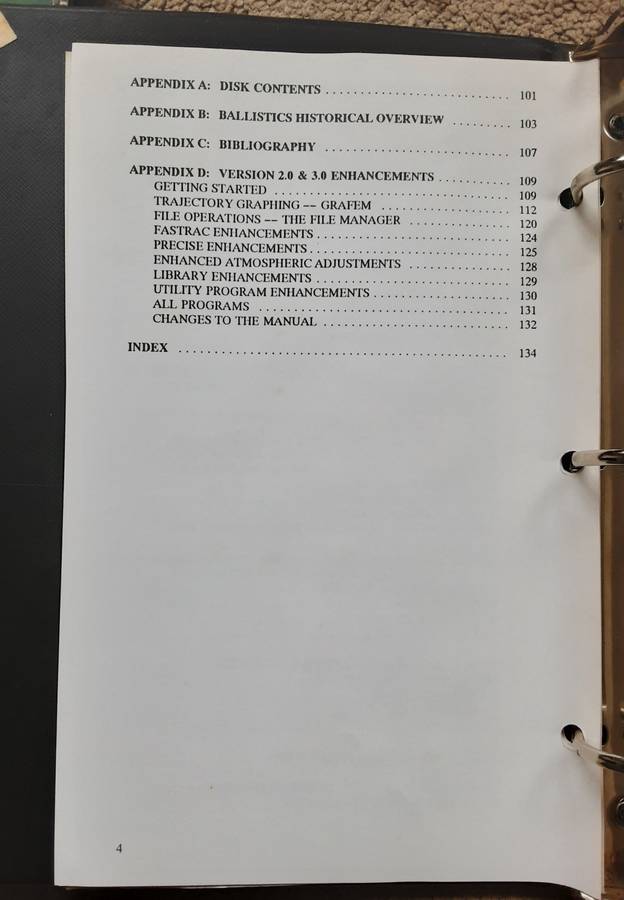 APPENDIX A: DISK CONTENTS ............................ 101
APPENDIX B: BALLISTICS HISTORICAL OVERVIEW ......... 103
APPENDIX C: BIBLIOGRAPHY ............................ 107
APPENDIX D: VERSION 2.0 & 3.0 ENHANCEMENTS ........... 109
GETTING STARTED .................................... 109
TRAJECTORY GRAPHING -- GRAFEM .................... 112
FILE OPERATIONS -- THE FILE MANAGER ............... 120
FASTRAC ENHANCEMENTS ............................. 124
PRECISE ENHANCEMENTS .............................. 125
ENHANCED ATMOSPHERIC ADJUSTMENTS ............... 128
LIBRARY ENHANCEMENTS ............................. 129
UTILITY PROGRAM ENHANCEMENTS .................... 130
ALL PROGRAMS ...................................... 131
CHANGES TO THE MANUAL ............................ 132
INDEX .................................................. 134
4